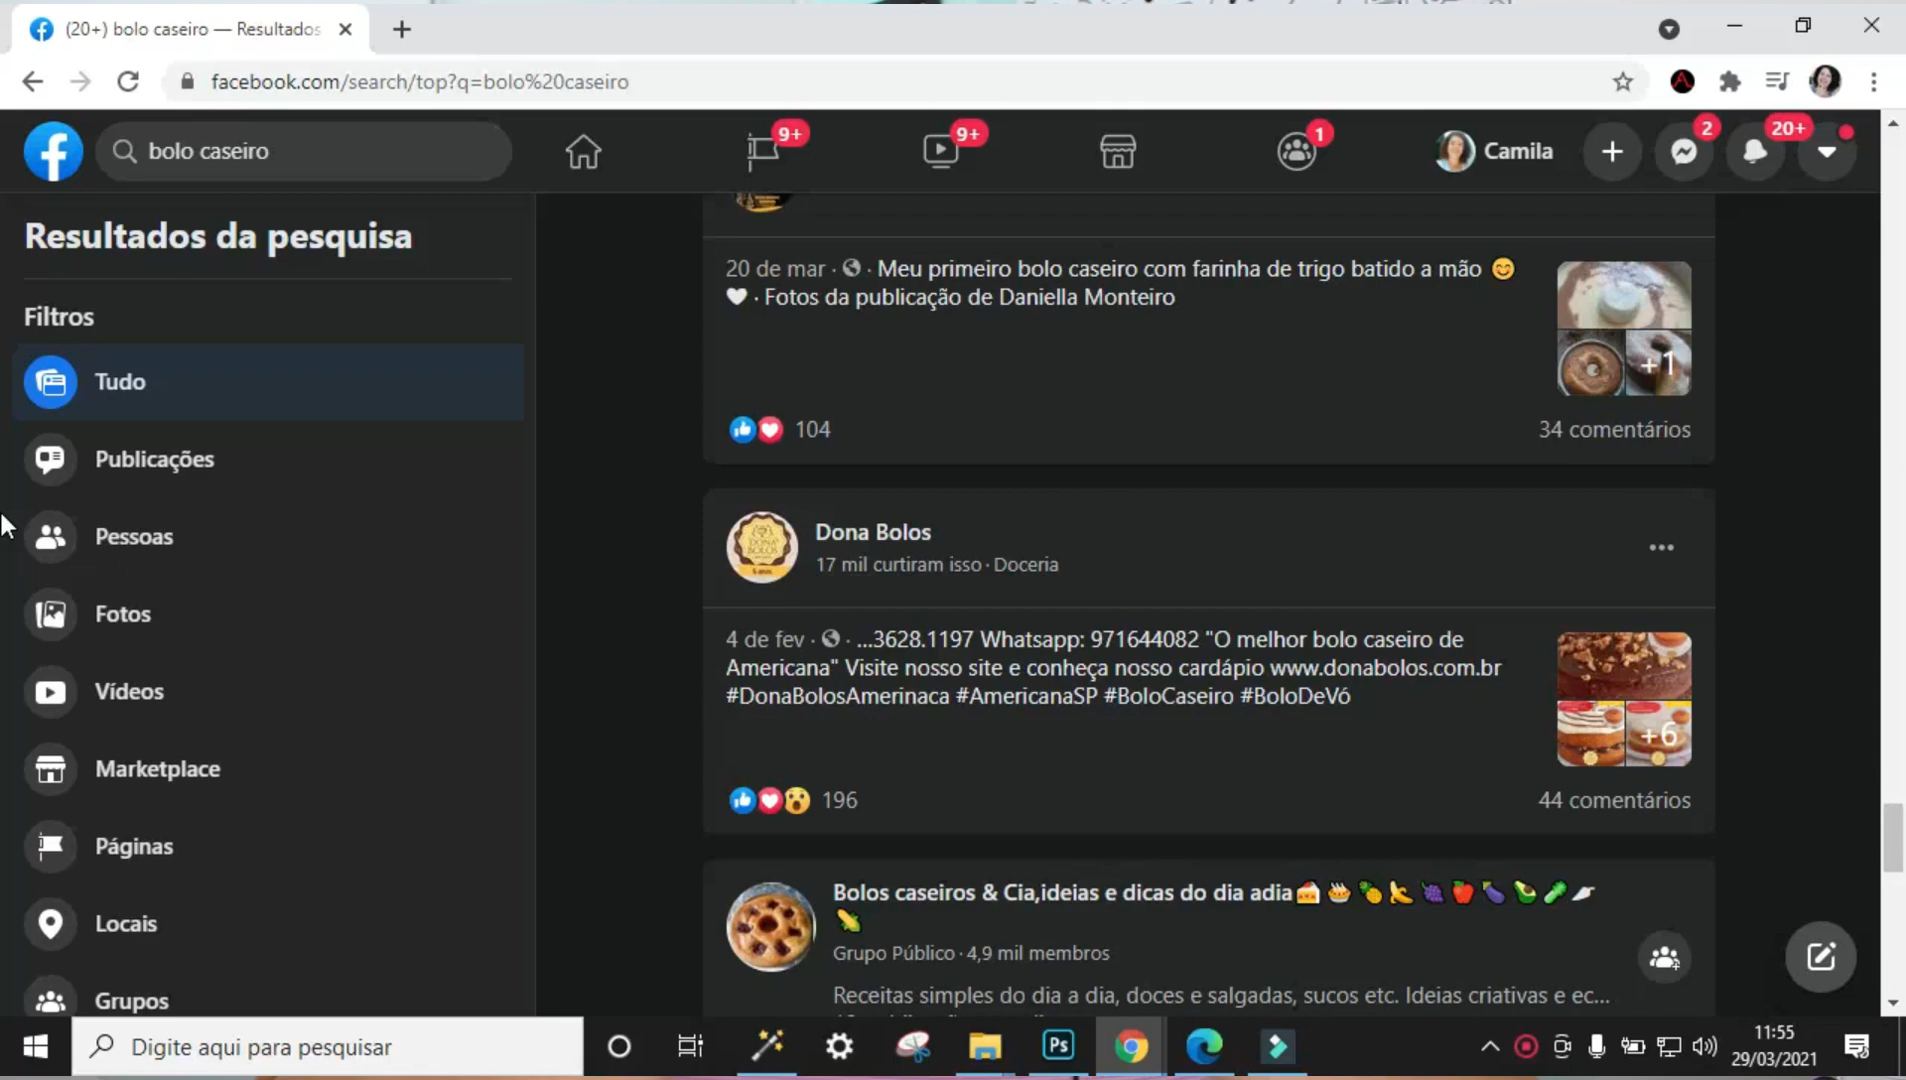 (20+) bolo caseiro — Resultados
facebook.com/search/top?q=bolo%20caseiro
bolo caseiro
9+
9+
1
Camila
2
20+
Resultados da pesquisa
Filtros
Tudo
Publicações
Pessoas
Fotos
Vídeos
Marketplace
Páginas
Locais
Grupos
20 de mar · · Meu primeiro bolo caseiro com farinha de trigo batido a mão 😊
🤍 · Fotos da publicação de Daniella Monteiro
+1
104
34 comentários
DONA
BOLOS
Dona Bolos
17 mil curtiram isso · Doceria
4 de fev · · ...3628.1197 Whatsapp: 971644082 "O melhor bolo caseiro de
Americana" Visite nosso site e conheça nosso cardápio www.donabolos.com.br
#DonaBolosAmerinaca #AmericanaSP #BoloCaseiro #BoloDeVó
+6
196
44 comentários
Bolos caseiros & Cia,ideias e dicas do dia adia🍰🥧🍍🍌🍇🍎🍆🥑🥒🌶
🌽
Grupo Público · 4,9 mil membros
Receitas simples do dia a dia, doces e salgadas, sucos etc. Ideias criativas e ec...
Digite aqui para pesquisar
Ps
11:55
29/03/2021